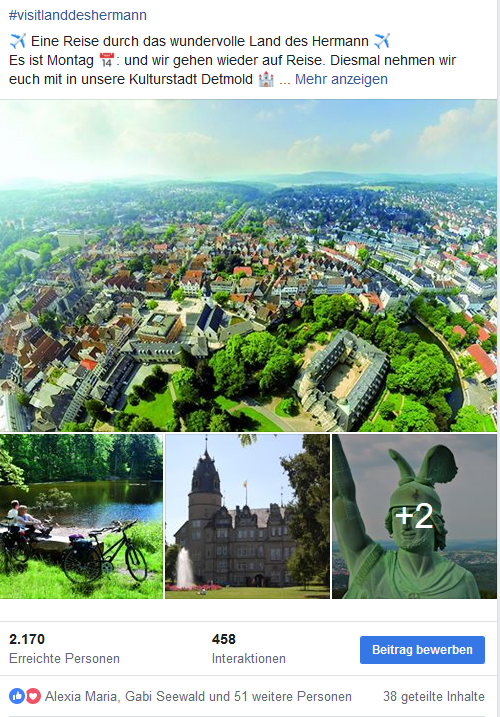 #visitlanddeshermann
✈️ Eine Reise durch das wundervolle Land des Hermann ✈️
Es ist Montag 📅: und wir gehen wieder auf Reise. Diesmal nehmen wir
euch mit in unsere Kulturstadt Detmold 🏰 ... Mehr anzeigen
+2
2.170
Erreichte Personen
458
Interaktionen
Beitrag bewerben
Alexia Maria, Gabi Seewald und 51 weitere Personen
38 geteilte Inhalte